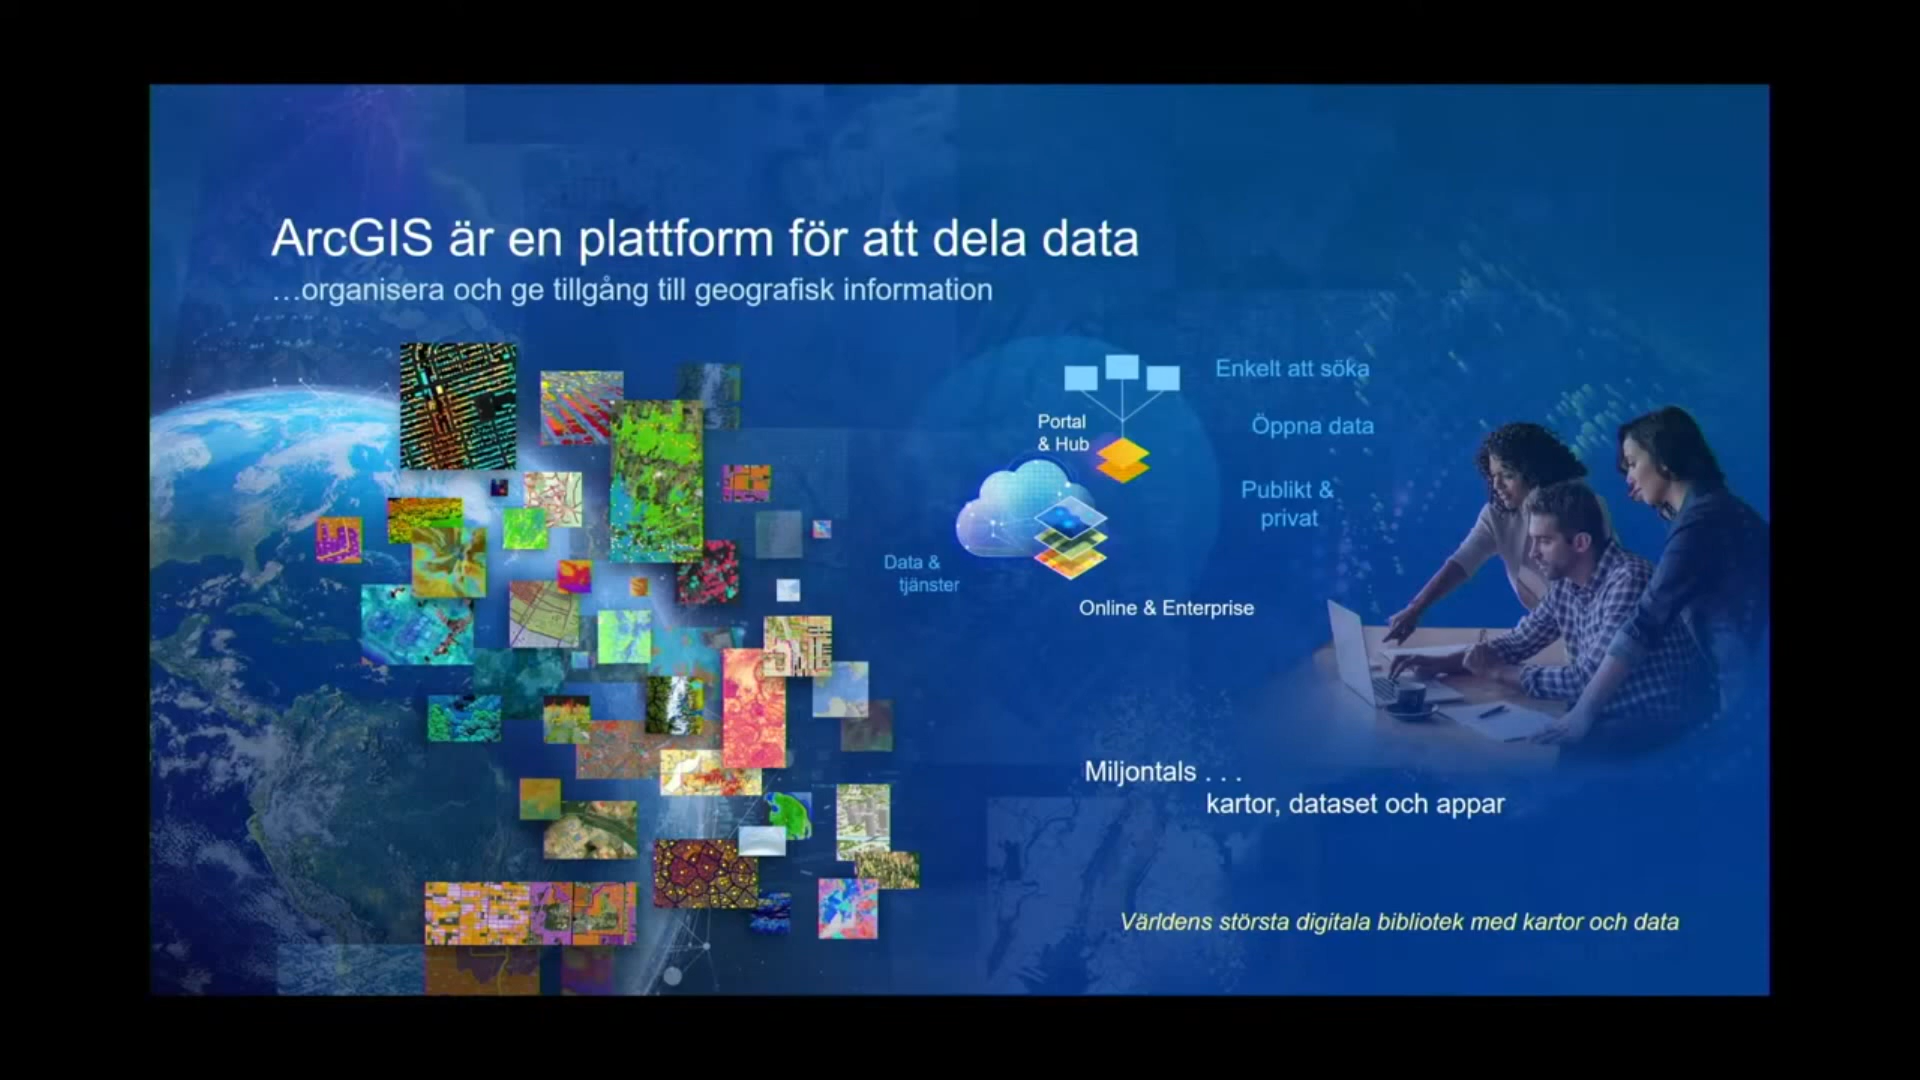 ArcGIS är en plattform för att dela data
…organisera och ge tillgång till geografisk information
Enkelt att söka
Portal
& Hub
Öppna data
Publikt &
privat
Data &
tjänster
Online & Enterprise
Miljontals . . .
kartor, dataset och appar
Världens största digitala bibliotek med kartor och data